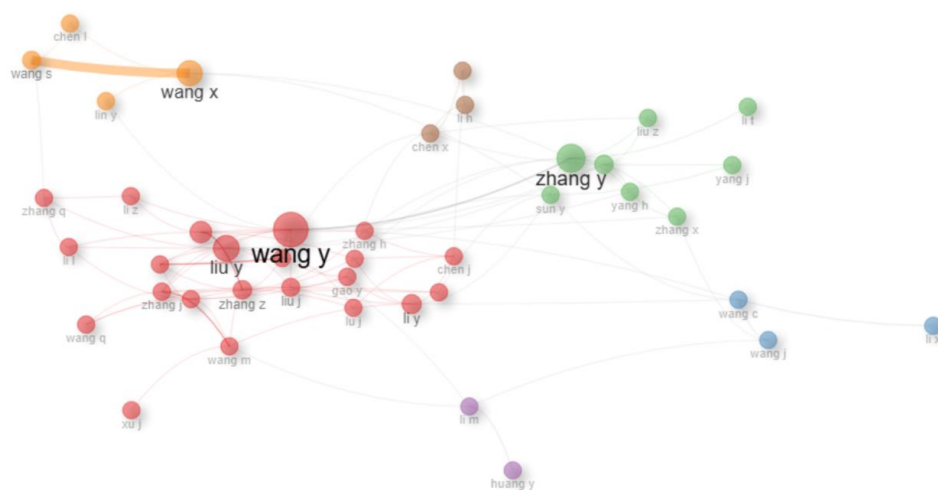 chen l
wang s
wang x
lin y
li h
chen x
liu z
li t
zhang y
yang j
sun y
yang h
zhang x
zhang q
li z
wang y
zhang h
li l
liu y
chen j
gao y
zhang j
zhang z
liu j
lu j
li y
wang q
wang m
wang c
wang j
li x
xu j
li m
huang y